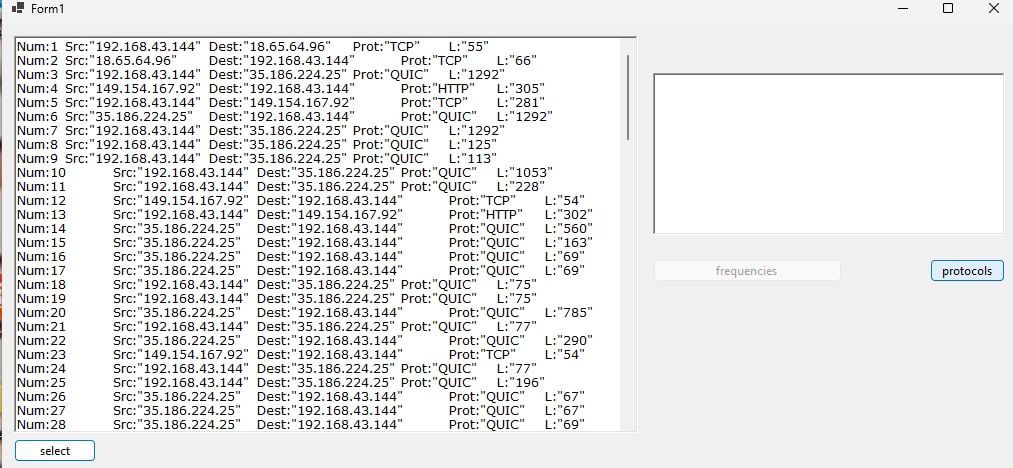 Form1
Num:1 Src:"192.168.43.144" Dest:"18.65.64.96" Prot:"TCP" L:"55"
Num:2 Src:"18.65.64.96" Dest:"192.168.43.144" Prot:"TCP" L:"66"
Num:3 Src:"192.168.43.144" Dest:"35.186.224.25" Prot:"QUIC" L:"1292"
Num:4 Src:"149.154.167.92" Dest:"192.168.43.144" Prot:"HTTP" L:"305"
Num:5 Src:"192.168.43.144" Dest:"149.154.167.92" Prot:"TCP" L:"281"
Num:6 Src:"35.186.224.25" Dest:"192.168.43.144" Prot:"QUIC" L:"1292"
Num:7 Src:"192.168.43.144" Dest:"35.186.224.25" Prot:"QUIC" L:"1292"
Num:8 Src:"192.168.43.144" Dest:"35.186.224.25" Prot:"QUIC" L:"125"
Num:9 Src:"192.168.43.144" Dest:"35.186.224.25" Prot:"QUIC" L:"113"
Num:10 Src:"192.168.43.144" Dest:"35.186.224.25" Prot:"QUIC" L:"1053"
Num:11 Src:"192.168.43.144" Dest:"35.186.224.25" Prot:"QUIC" L:"228"
Num:12 Src:"149.154.167.92" Dest:"192.168.43.144" Prot:"TCP" L:"54"
Num:13 Src:"192.168.43.144" Dest:"149.154.167.92" Prot:"HTTP" L:"302"
Num:14 Src:"35.186.224.25" Dest:"192.168.43.144" Prot:"QUIC" L:"560"
Num:15 Src:"35.186.224.25" Dest:"192.168.43.144" Prot:"QUIC" L:"163"
Num:16 Src:"35.186.224.25" Dest:"192.168.43.144" Prot:"QUIC" L:"69"
Num:17 Src:"35.186.224.25" Dest:"192.168.43.144" Prot:"QUIC" L:"69"
Num:18 Src:"192.168.43.144" Dest:"35.186.224.25" Prot:"QUIC" L:"75"
Num:19 Src:"192.168.43.144" Dest:"35.186.224.25" Prot:"QUIC" L:"75"
Num:20 Src:"35.186.224.25" Dest:"192.168.43.144" Prot:"QUIC" L:"785"
Num:21 Src:"192.168.43.144" Dest:"35.186.224.25" Prot:"QUIC" L:"77"
Num:22 Src:"35.186.224.25" Dest:"192.168.43.144" Prot:"QUIC" L:"290"
Num:23 Src:"149.154.167.92" Dest:"192.168.43.144" Prot:"TCP" L:"54"
Num:24 Src:"192.168.43.144" Dest:"35.186.224.25" Prot:"QUIC" L:"77"
Num:25 Src:"192.168.43.144" Dest:"35.186.224.25" Prot:"QUIC" L:"196"
Num:26 Src:"35.186.224.25" Dest:"192.168.43.144" Prot:"QUIC" L:"67"
Num:27 Src:"35.186.224.25" Dest:"192.168.43.144" Prot:"QUIC" L:"67"
Num:28 Src:"35.186.224.25" Dest:"192.168.43.144" Prot:"QUIC" L:"69"
select
frequencies
protocols